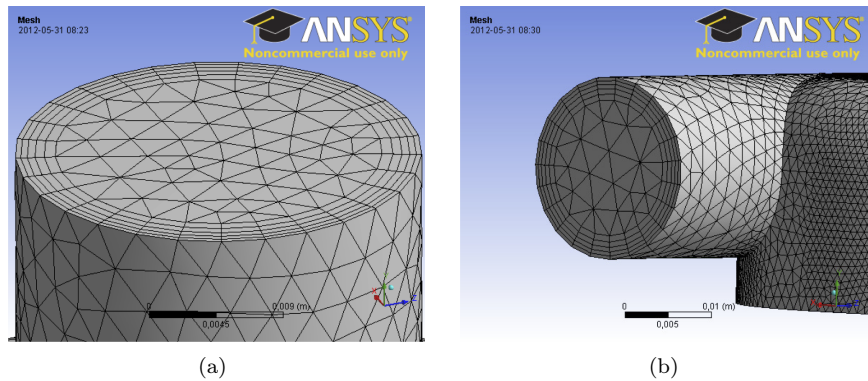 Mesh
2012-05-31 08:23
ANSYS
Noncommercial use only
0
0,009 (m)
0,0045
(a)
Mesh
2012-05-31 08:30
ANSYS
Noncommercial use only
0
0,01 (m)
0,005
(b)